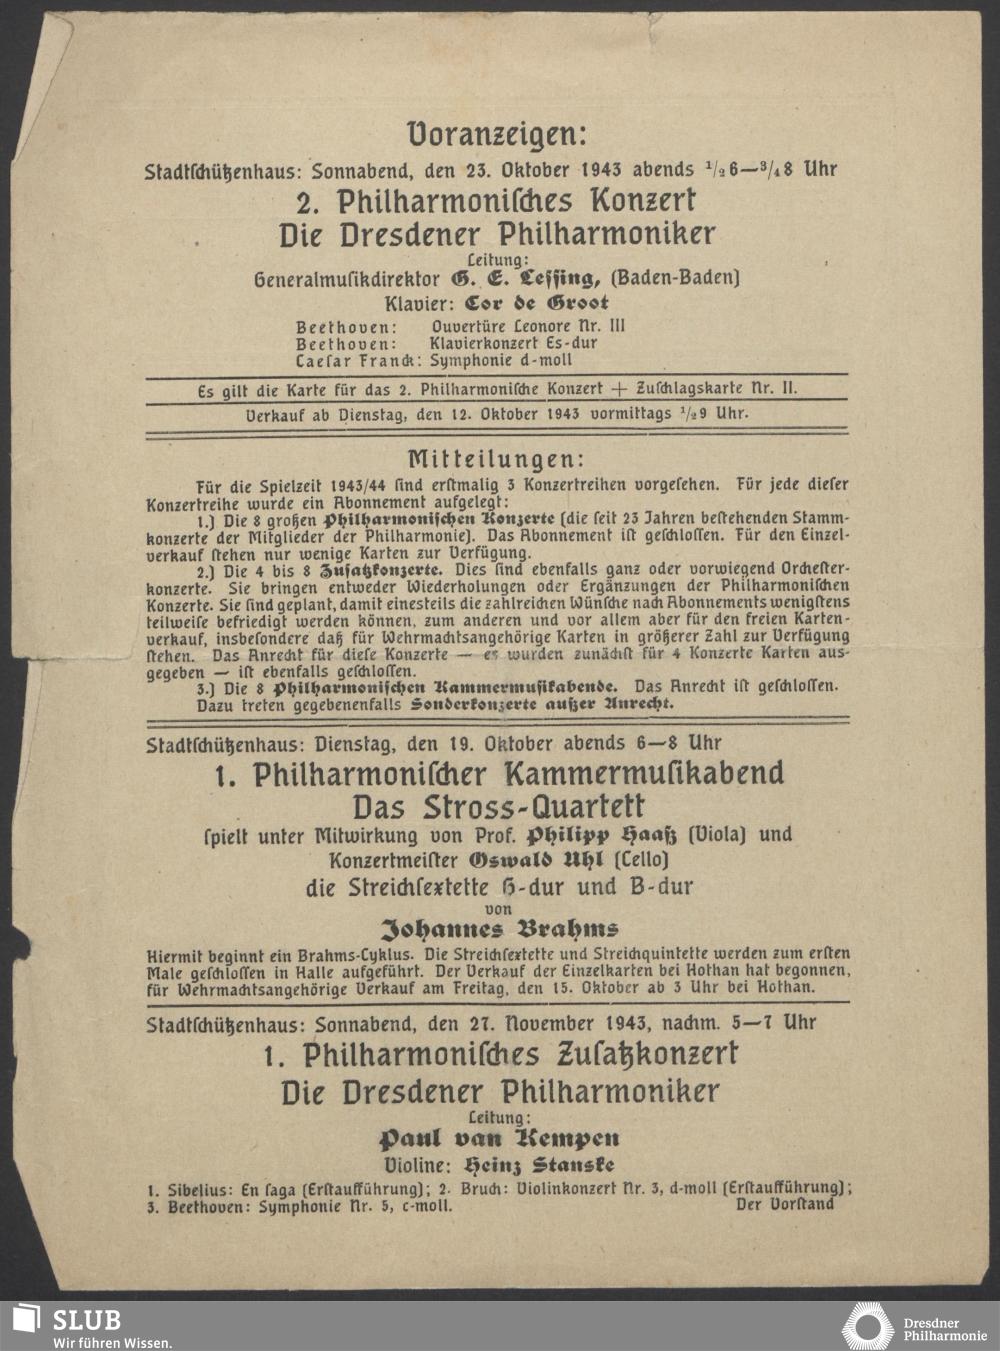 Voranzeigen:
Stadtschützenhaus: Sonnabend, den 23. Oktober 1943 abends 1/2 6—3/4 8 Uhr
2. Philharmonisches Konzert
Die Dresdener Philharmoniker
Leitung:
Generalmusikdirektor G. E. Lessing, (Baden-Baden)
Klavier: Cor de Groot
Beethoven: Ouvertüre Leonore Nr. III
Beethoven: Klavierkonzert Es-dur
Caesar Franck: Symphonie d-moll
Es gilt die Karte für das 2. Philharmonische Konzert + Zuschlagskarte Nr. II.
Verkauf ab Dienstag, den 12. Oktober 1943 vormittags 1/2 9 Uhr.
Mitteilungen:
Für die Spielzeit 1943/44 sind erstmalig 3 Konzertreihen vorgesehen. Für jede dieser
Konzertreihe wurde ein Abonnement aufgelegt:
1.) Die 8 großen Philharmonischen Konzerte (die seit 23 Jahren bestehenden Stamm-
konzerte der Mitglieder der Philharmonie). Das Abonnement ist geschlossen. Für den Einzel-
verkauf stehen nur wenige Karten zur Verfügung.
2.) Die 4 bis 8 Zusatzkonzerte. Dies sind ebenfalls ganz oder vorwiegend Orchester-
konzerte. Sie bringen entweder Wiederholungen oder Ergänzungen der Philharmonischen
Konzerte. Sie sind geplant, damit einesteils die zahlreichen Wünsche nach Abonnements wenigstens
teilweise befriedigt werden können, zum anderen und vor allem aber für den freien Karten-
verkauf, insbesondere daß für Wehrmachtsangehörige Karten in größerer Zahl zur Verfügung
stehen. Das Anrecht für diese Konzerte — es wurden zunächst für 4 Konzerte Karten aus-
gegeben — ist ebenfalls geschlossen.
3.) Die 8 Philharmonischen Kammermusikabende. Das Anrecht ist geschlossen.
Dazu treten gegebenenfalls Sonderkonzerte außer Anrecht.
Stadtschützenhaus: Dienstag, den 19. Oktober abends 6—8 Uhr
1. Philharmonischer Kammermusikabend
Das Stross-Quartett
spielt unter Mitwirkung von Prof. Philipp Haaß (Viola) und
Konzertmeister Oswald Uhl (Cello)
die Streichsextette G-dur und B-dur
von
Johannes Brahms
Hiermit beginnt ein Brahms-Cyklus. Die Streichsextette und Streichquintette werden zum ersten
Male geschlossen in Halle aufgeführt. Der Verkauf der Einzelkarten bei Hothan hat begonnen,
für Wehrmachtsangehörige Verkauf am Freitag, den 15. Oktober ab 3 Uhr bei Hothan.
Stadtschützenhaus: Sonnabend, den 27. November 1943, nachm. 5—7 Uhr
1. Philharmonisches Zusatzkonzert
Die Dresdener Philharmoniker
Leitung:
Paul van Kempen
Violine: Heinz Stanske
1. Sibelius: En saga (Erstaufführung); 2. Bruch: Violinkonzert Nr. 3, d-moll (Erstaufführung);
3. Beethoven: Symphonie Nr. 5, c-moll. Der Vorstand
SLUB
Wir führen Wissen.
Dresdner
Philharmonie